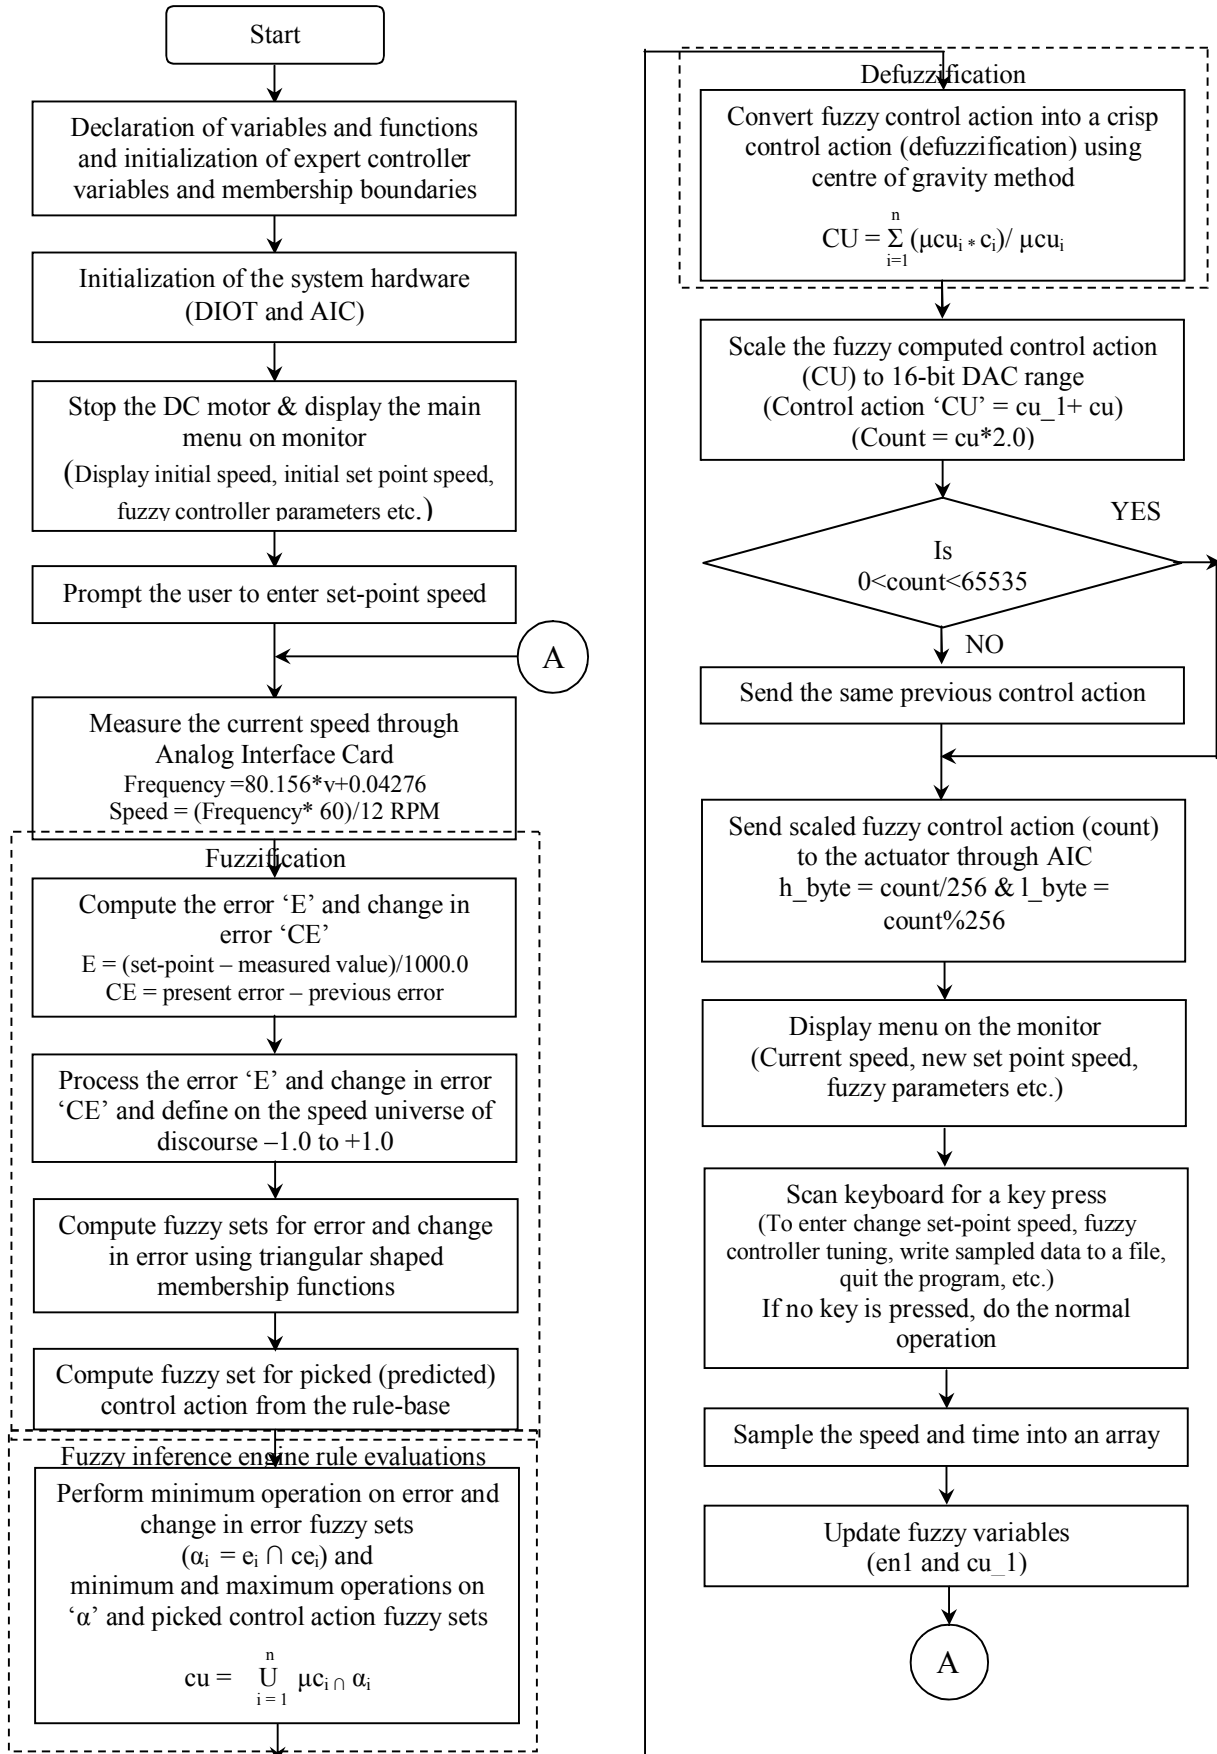 Start
Declaration of variables and functions
and initialization of expert controller
variables and membership boundaries
Initialization of the system hardware
(DIOT and AIC)
Stop the DC motor & display the main
menu on monitor
(Display initial speed, initial set point speed,
fuzzy controller parameters etc.)
Prompt the user to enter set-point speed
A
Measure the current speed through
Analog Interface Card
Frequency =80.156*v+0.04276
Speed = (Frequency* 60)/12 RPM
Fuzzification
Compute the error ‘E’ and change in
error ‘CE’
E = (set-point – measured value)/1000.0
CE = present error – previous error
Process the error ‘E’ and change in error
‘CE’ and define on the speed universe of
discourse –1.0 to +1.0
Compute fuzzy sets for error and change
in error using triangular shaped
membership functions
Compute fuzzy set for picked (predicted)
control action from the rule-base
Fuzzy inference engine rule evaluations
Perform minimum operation on error and
change in error fuzzy sets
(αi = ei ∩ cei) and
minimum and maximum operations on
‘α’ and picked control action fuzzy sets
n
cu = U μci ∩ αi
i = 1
Defuzzification
Convert fuzzy control action into a crisp
control action (defuzzification) using
centre of gravity method
n
CU = Σ (μcui * ci)/ μcui
i=1
Scale the fuzzy computed control action
(CU) to 16-bit DAC range
(Control action ‘CU’ = cu_1+ cu)
(Count = cu*2.0)
YES
Is
0<count<65535
NO
Send the same previous control action
Send scaled fuzzy control action (count)
to the actuator through AIC
h_byte = count/256 & l_byte =
count%256
Display menu on the monitor
(Current speed, new set point speed,
fuzzy parameters etc.)
Scan keyboard for a key press
(To enter change set-point speed, fuzzy
controller tuning, write sampled data to a file,
quit the program, etc.)
If no key is pressed, do the normal
operation
Sample the speed and time into an array
Update fuzzy variables
(en1 and cu_1)
A